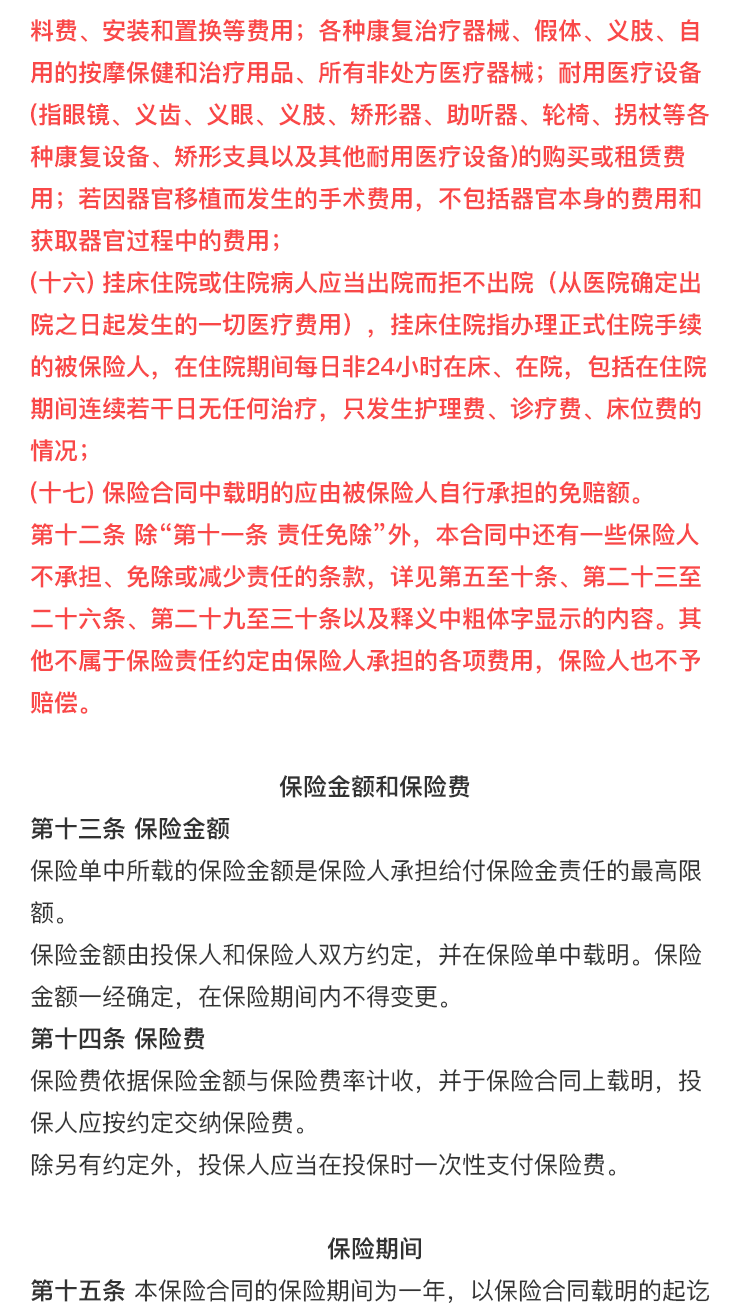 料费、安装和置换等费用；各种康复治疗器械、假体、义肢、自
用的按摩保健和治疗用品、所有非处方医疗器械；耐用医疗设备
(指眼镜、义齿、义眼、义肢、矫形器、助听器、轮椅、拐杖等各
种康复设备、矫形支具以及其他耐用医疗设备)的购买或租赁费
用；若因器官移植而发生的手术费用，不包括器官本身的费用和
获取器官过程中的费用；
(十六) 挂床住院或住院病人应当出院而拒不出院（从医院确定出
院之日起发生的一切医疗费用），挂床住院指办理正式住院手续
的被保险人，在住院期间每日非24小时在床、在院，包括在住院
期间连续若干日无任何治疗，只发生护理费、诊疗费、床位费的
情况；
(十七) 保险合同中载明的应由被保险人自行承担的免赔额。
第十二条 除“第十一条 责任免除”外，本合同中还有一些保险人
不承担、免除或减少责任的条款，详见第五至十条、第二十三至
二十六条、第二十九至三十条以及释义中粗体字显示的内容。其
他不属于保险责任约定由保险人承担的各项费用，保险人也不予
赔偿。
保险金额和保险费
第十三条 保险金额
保险单中所载的保险金额是保险人承担给付保险金责任的最高限
额。
保险金额由投保人和保险人双方约定，并在保险单中载明。保险
金额一经确定，在保险期间内不得变更。
第十四条 保险费
保险费依据保险金额与保险费率计收，并于保险合同上载明，投
保人应按约定交纳保险费。
除另有约定外，投保人应当在投保时一次性支付保险费。
保险期间
第十五条 本保险合同的保险期间为一年，以保险合同载明的起讫